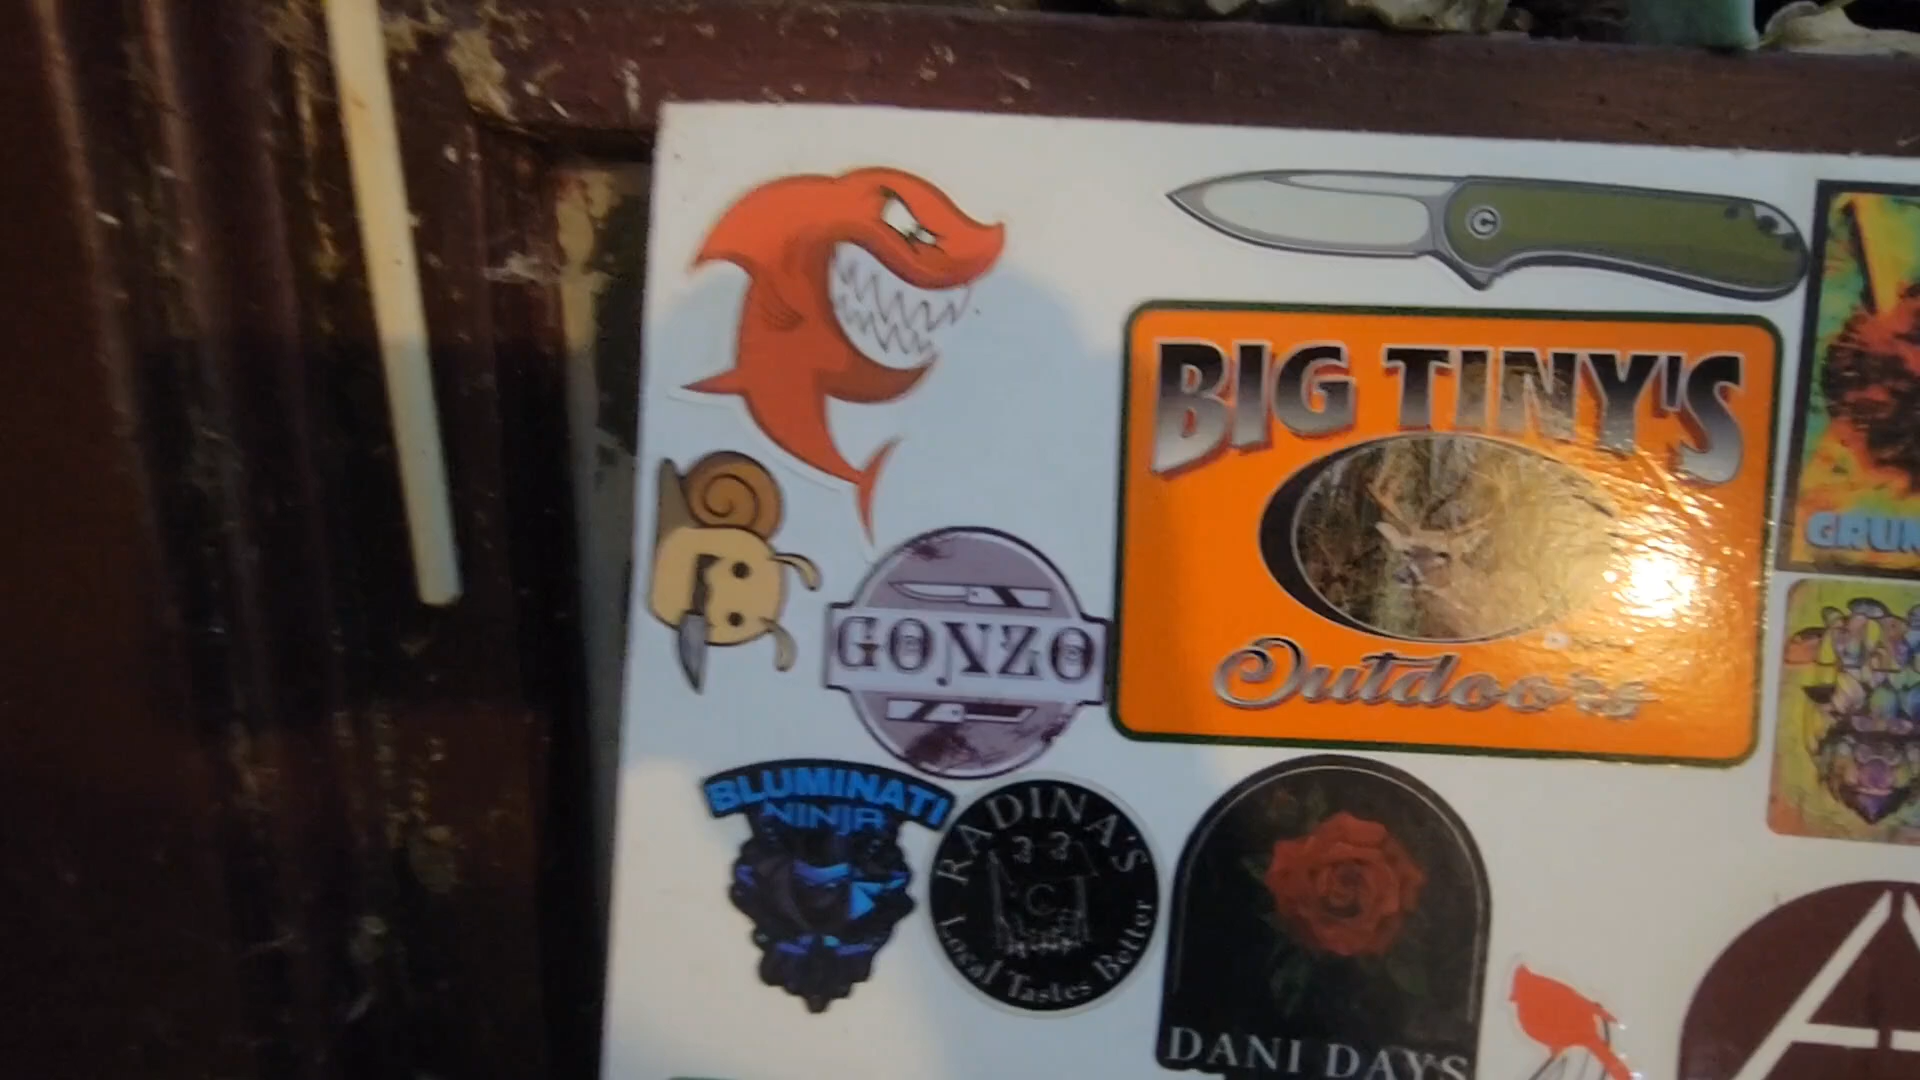 BIG TINY'S
Outdoors
GONZO
BLUMINATI
NINJA
RADINA'S
C
Local Tastes Better
DANI DAYS